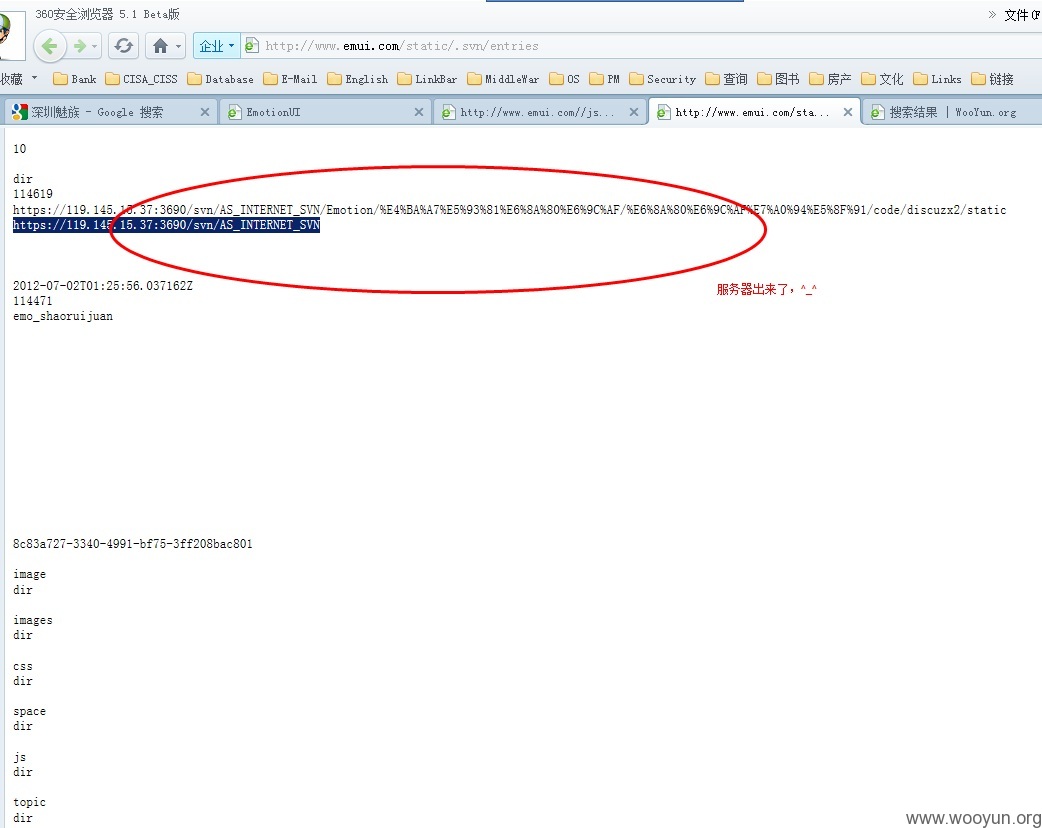 360安全浏览器 5.1 Beta版
» 文件(F
企业 http://www.emui.com/static/.svn/entries
收藏 Bank CISA_CISS Database E-Mail English LinkBar MiddleWar OS PM Security 查询 图书 房产 文化 Links 链接
深圳魅族 - Google 搜索 EmotionUI http://www.emui.com//js... http://www.emui.com/sta... 搜索结果 | WooYun.org
10
dir
114619
https://119.145.15.37:3690/svn/AS_INTERNET_SVN/Emotion/%E4%BA%A7%E5%93%81%E6%8A%80%E6%9C%AF/%E6%8A%80%E6%9C%AF%E7%A0%94%E5%8F%91/code/discuzx2/static
https://119.145.15.37:3690/svn/AS_INTERNET_SVN
2012-07-02T01:25:56.037162Z
服务器出来了，^_^
114471
emo_shaoruijuan
8c83a727-3340-4991-bf75-3ff208bac801
image
dir
images
dir
css
dir
space
dir
js
dir
topic
dir
www.wooyun.org